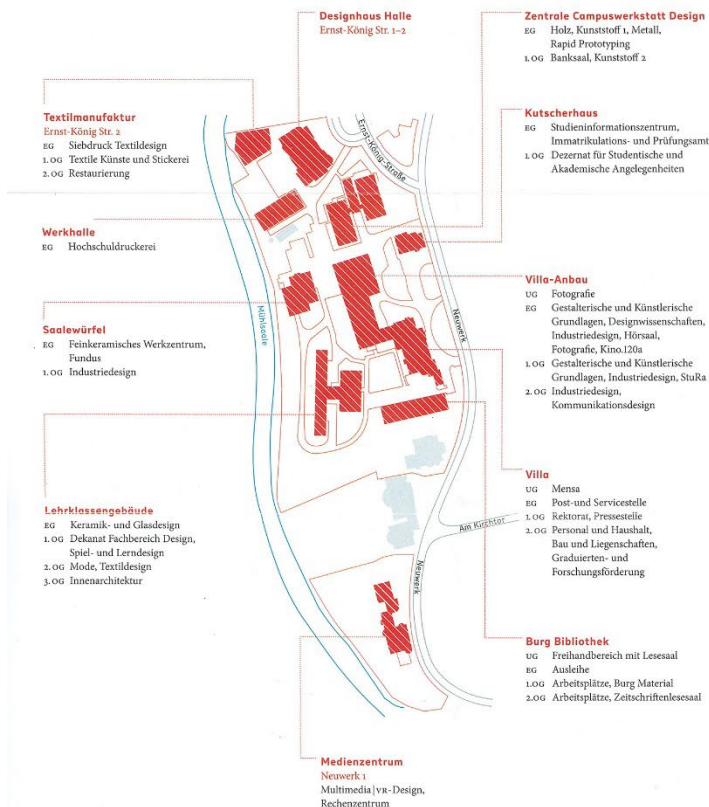 Designhaus Halle
Ernst-König Str. 1–2
Zentrale Campuswerkstatt Design
EG Holz, Kunststoff 1, Metall,
Rapid Prototyping
1. OG Banksaal, Kunststoff 2
Textilmanufaktur
Ernst-König Str. 2
EG Siebdruck Textildesign
1. OG Textile Künste und Stickerei
2. OG Restaurierung
Kutscherhaus
EG Studieninformationszentrum,
Immatrikulations- und Prüfungsamt
1. OG Dezernat für Studentische und
Akademische Angelegenheiten
Ernst-König-Straße
Werkhalle
EG Hochschuldruckerei
Villa-Anbau
UG Fotografie
EG Gestalterische und Künstlerische
Grundlagen, Designwissenschaften,
Industriedesign, Hörsaal,
Fotografie, Kino.120a
1. OG Gestalterische und Künstlerische
Grundlagen, Industriedesign, StuRa
2. OG Industriedesign,
Kommunikationsdesign
Mühlsaale
Neuwerk
Saalewürfel
EG Feinkeramisches Werkzentrum,
Fundus
1. OG Industriedesign
Villa
UG Mensa
EG Post-und Servicestelle
1. OG Rektorat, Pressestelle
2. OG Personal und Haushalt,
Bau und Liegenschaften,
Graduierten- und
Forschungsförderung
Lehrklassengebäude
EG Keramik- und Glasdesign
1. OG Dekanat Fachbereich Design,
Spiel- und Lerndesign
2. OG Mode, Textildesign
3. OG Innenarchitektur
Am Kirchtor
Neuwerk
Burg Bibliothek
UG Freihandbereich mit Lesesaal
EG Ausleihe
1. OG Arbeitsplätze, Burg Material
2. OG Arbeitsplätze, Zeitschriftenlesesaal
Medienzentrum
Neuwerk 1
Multimedia|VR-Design,
Rechenzentrum